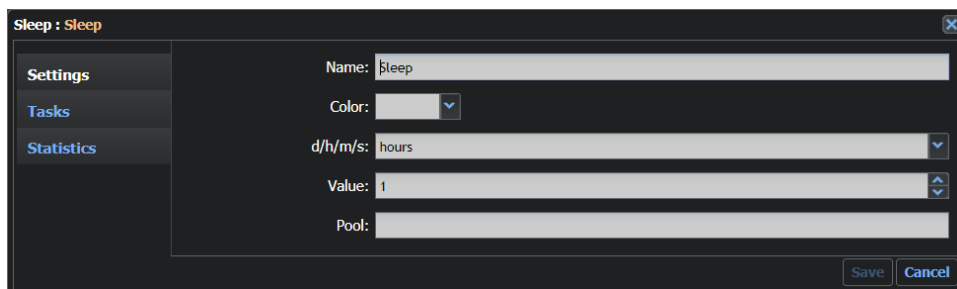 Sleep : Sleep
Settings
Tasks
Statistics
Name: Sleep
Color:
d/h/m/s: hours
Value: 1
Pool:
Save Cancel